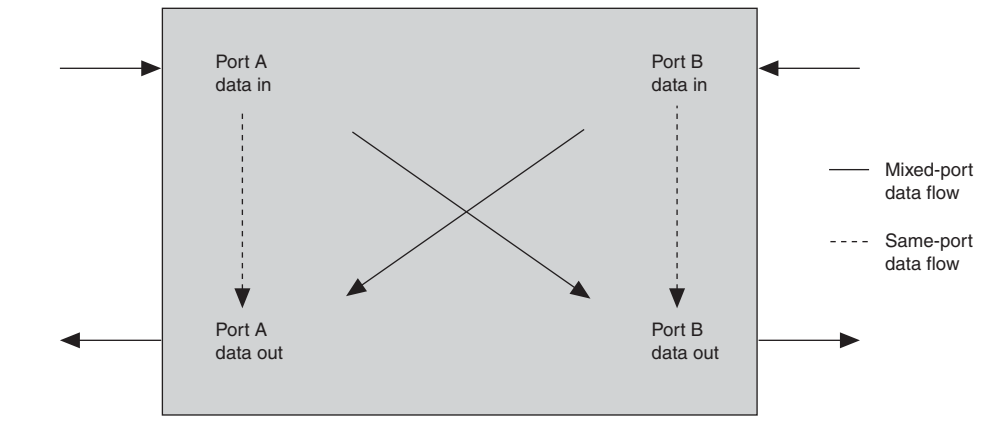 Port A
data in
Port B
data in
Mixed-port
data flow
Same-port
data flow
Port A
data out
Port B
data out